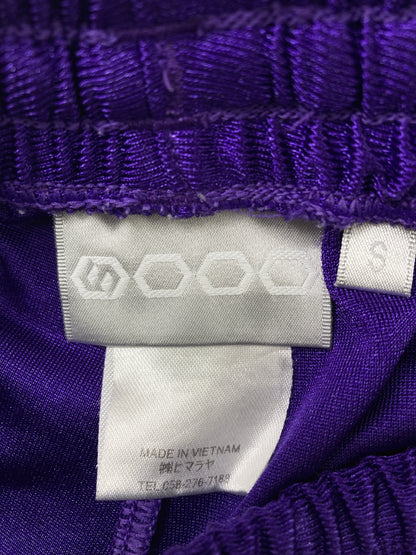 S
MADE IN VIETNAM
㈱ヒマラヤ
TEL 058-276-7188